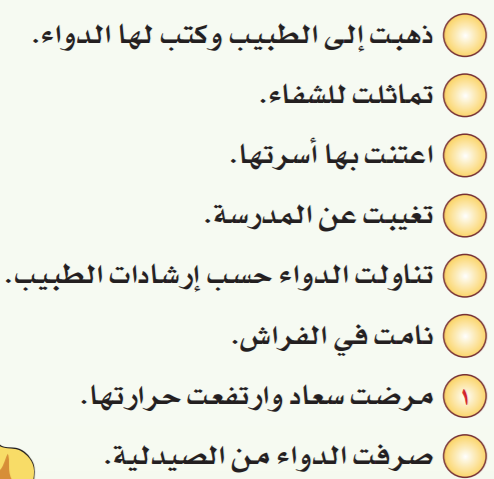 ذهبت إلى الطبيب وكتب لها الدواء.
تماثلت للشفاء.
اعتنت بها أسرتها.
تغيبت عن المدرسة.
تناولت الدواء حسب إرشادات الطبيب.
نامت في الفراش.
١ مرضت سعاد وارتفعت حرارتها.
صرفت الدواء من الصيدلية.